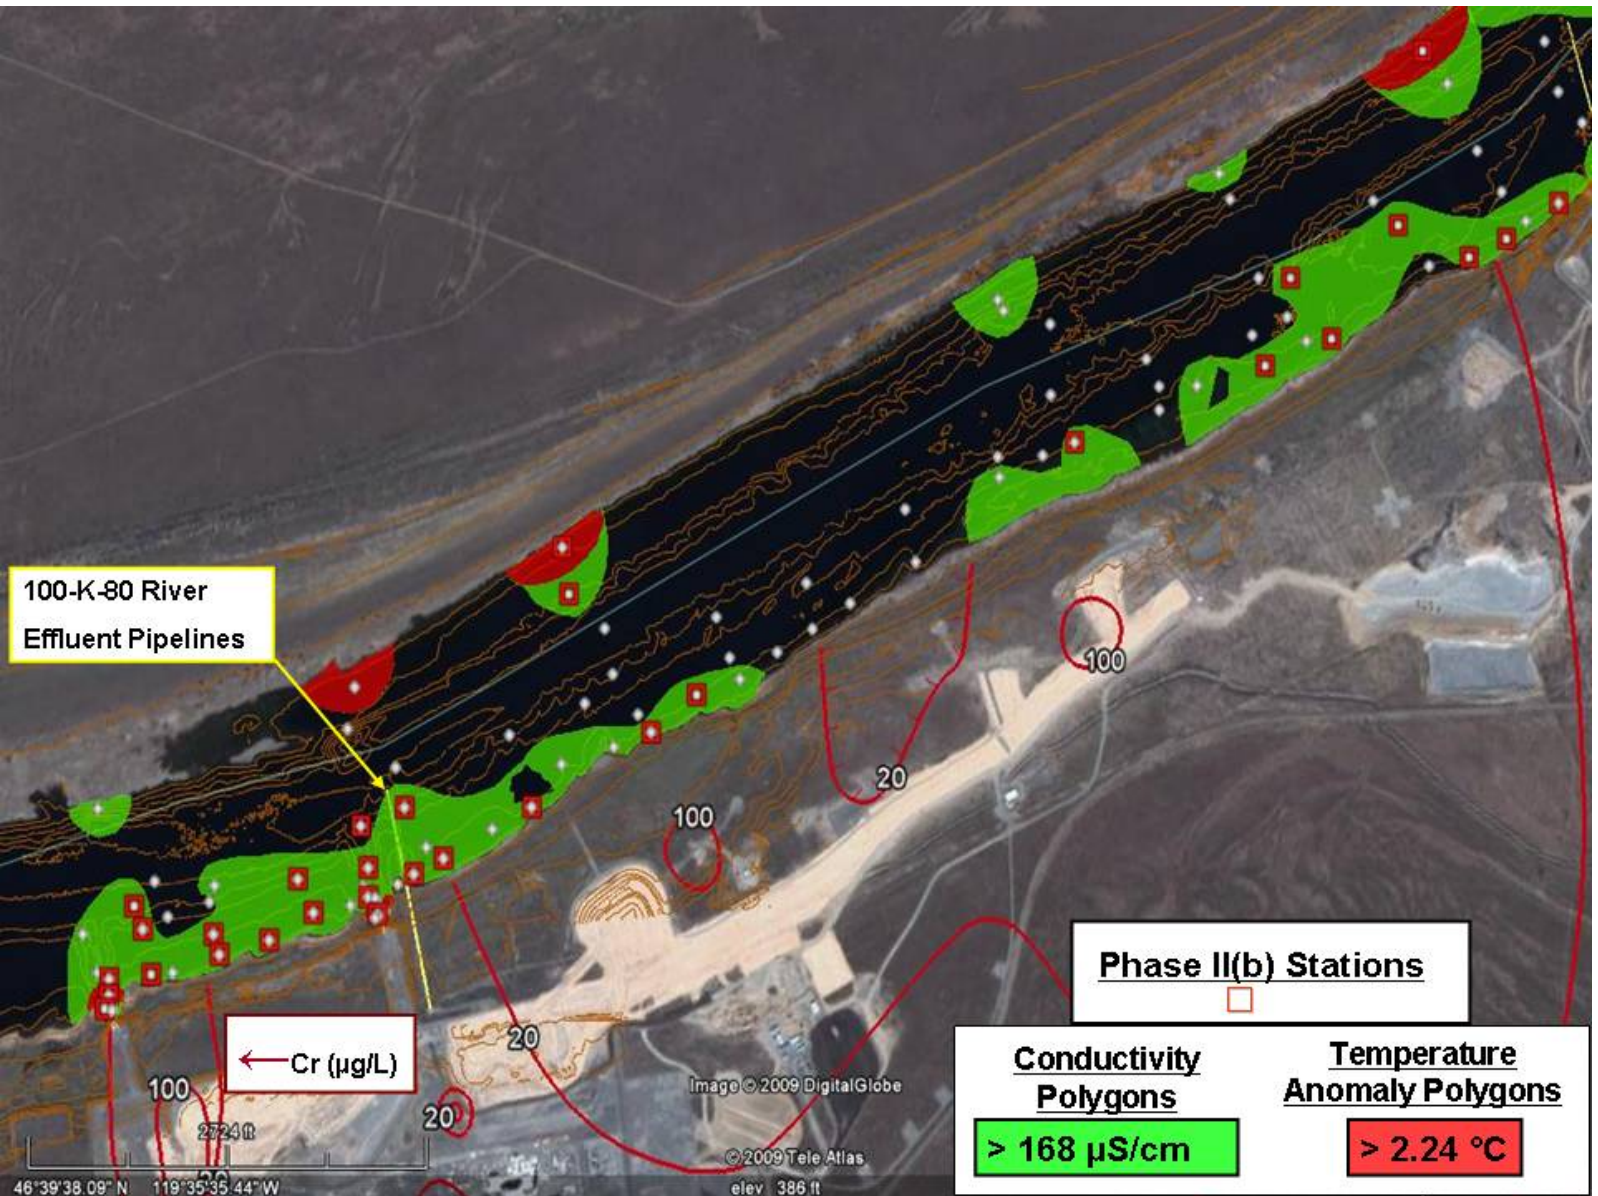 100-K-80 River
Effluent Pipelines
100
20
100
20
Cr (µg/L)
100
20
2724 ft
20
Image © 2009 DigitalGlobe
© 2009 Tele Atlas
46°39'38.09" N 119°35'35.44" W
elev 386 ft
Phase II(b) Stations
Conductivity
Polygons
> 168 µS/cm
Temperature
Anomaly Polygons
> 2.24 °C